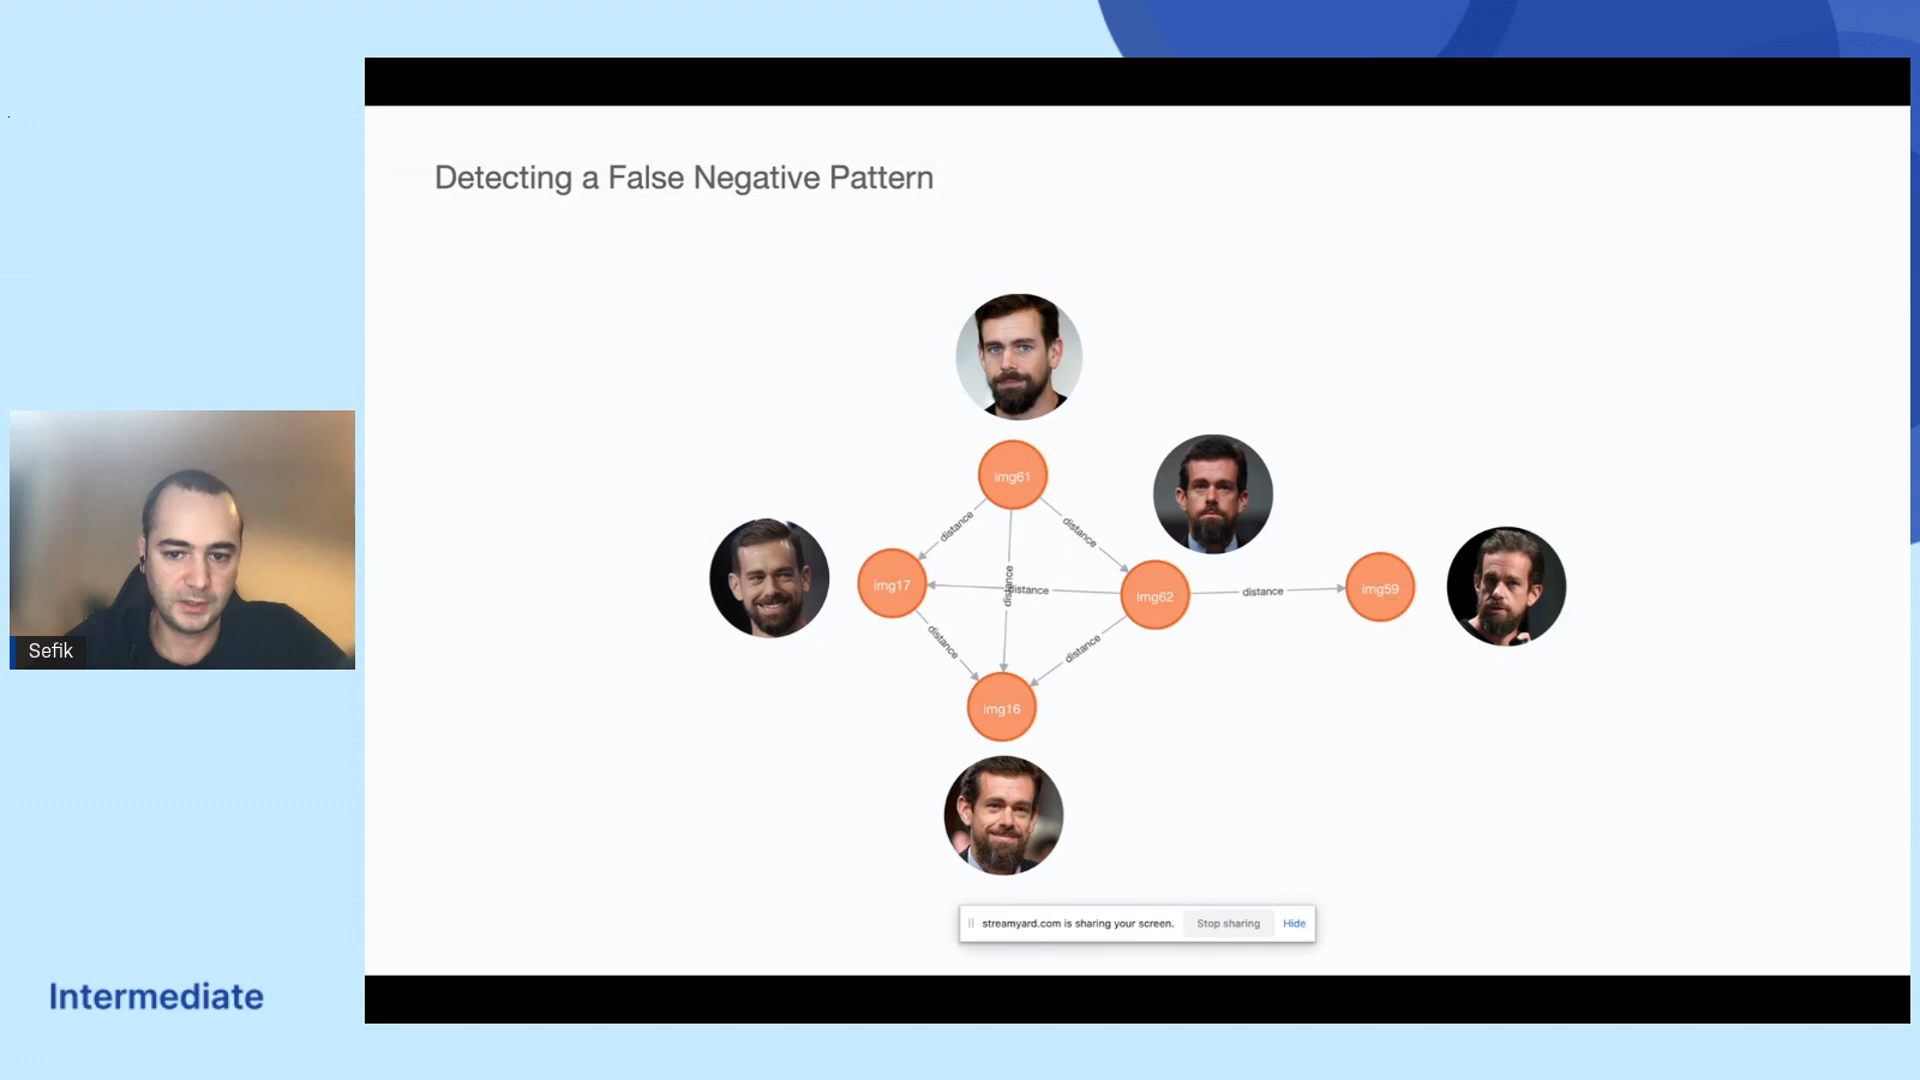 Detecting a False Negative Pattern
img61
distance
distance
img17
distance
distance
img62
distance
img59
distance
distance
img16
Sefik
streamyard.com is sharing your screen.
Stop sharing
Hide
Intermediate